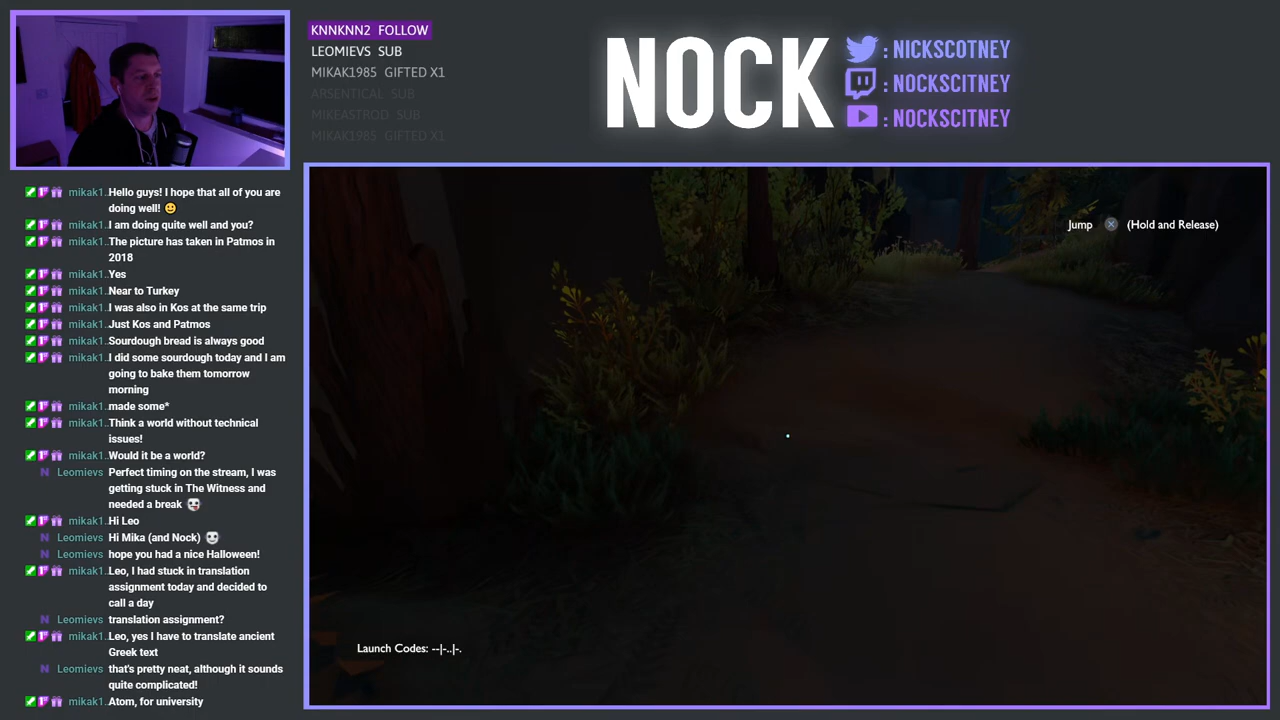 KNNKNN2 FOLLOW
LEOMIEVS SUB
MIKAK1985 GIFTED X1
ARSENTICAL SUB
MIKEASTROD SUB
MIKAK1985 GIFTED X1
NOCK
: NICKSCOTNEY
: NOCKSCITNEY
: NOCKSCITNEY
mikak1..Hello guys! I hope that all of you are
doing well!
mikak1..I am doing quite well and you?
mikak1..The picture has taken in Patmos in
2018
mikak1..Yes
mikak1..Near to Turkey
mikak1..I was also in Kos at the same trip
mikak1..Just Kos and Patmos
mikak1..Sourdough bread is always good
mikak1..I did some sourdough today and I am
going to bake them tomorrow
morning
mikak1..made some*
mikak1..Think a world without technical
issues!
mikak1..Would it be a world?
N Leomievs Perfect timing on the stream, I was
getting stuck in The Witness and
needed a break
mikak1..Hi Leo
N Leomievs Hi Mika (and Nock)
N Leomievs hope you had a nice Halloween!
mikak1..Leo, I had stuck in translation
assignment today and decided to
call a day
N Leomievs translation assignment?
mikak1..Leo, yes I have to translate ancient
Greek text
N Leomievs that's pretty neat, although it sounds
quite complicated!
mikak1..Atom, for university
Jump (Hold and Release)
Launch Codes: --|-..|-.